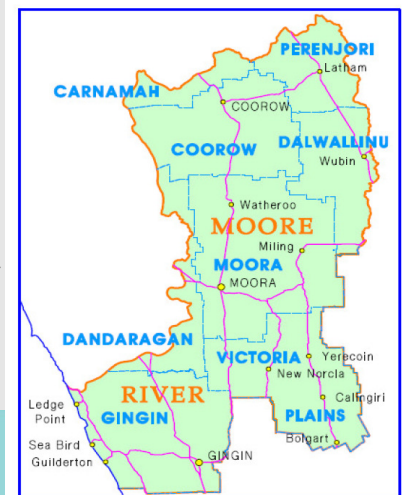 PERENJORI
Latham
CARNAMAH
COOROW
COOROW
DALWALLINU
Wubin
Watheroo
MOORE
Miling
MOORA
MOORA
DANDARAGAN
VICTORIA
Yerecoin
New Norcia
RIVER
Ledge
Point
GINGIN
PLAINS
Calingiri
Sea Bird
Bolgart
Guilderton
GINGIN